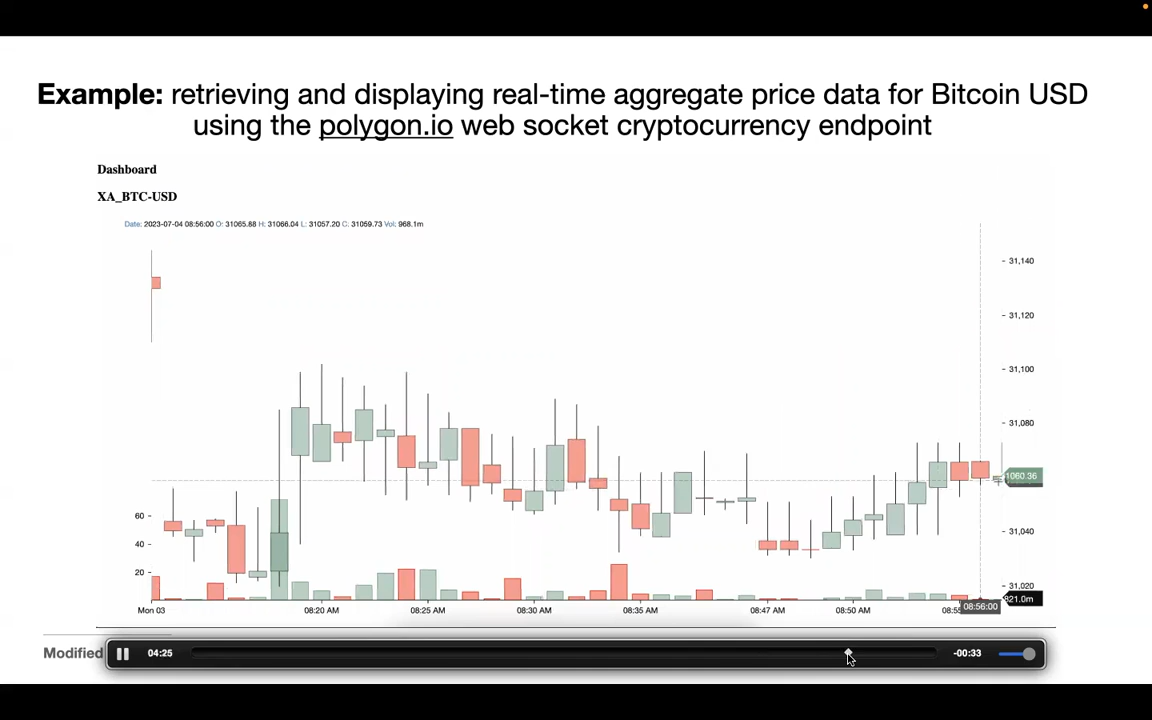 Example: retrieving and displaying real-time aggregate price data for Bitcoin USD
using the polygon.io web socket cryptocurrency endpoint
Dashboard
XA_BTC-USD
Date: 2023-07-04 08:56:00 O: 31065.88 H: 31066.04 L: 31057.20 C: 31059.73 Vol: 968.1m
31,140
31,120
31,100
31,080
1060.36
60
40
31,040
20
31,020
821.0m
Mon 03 08:20 AM 08:25 AM 08:30 AM 08:35 AM 08:47 AM 08:50 AM 08:5 08:56:00
Modified 04:25 -00:33